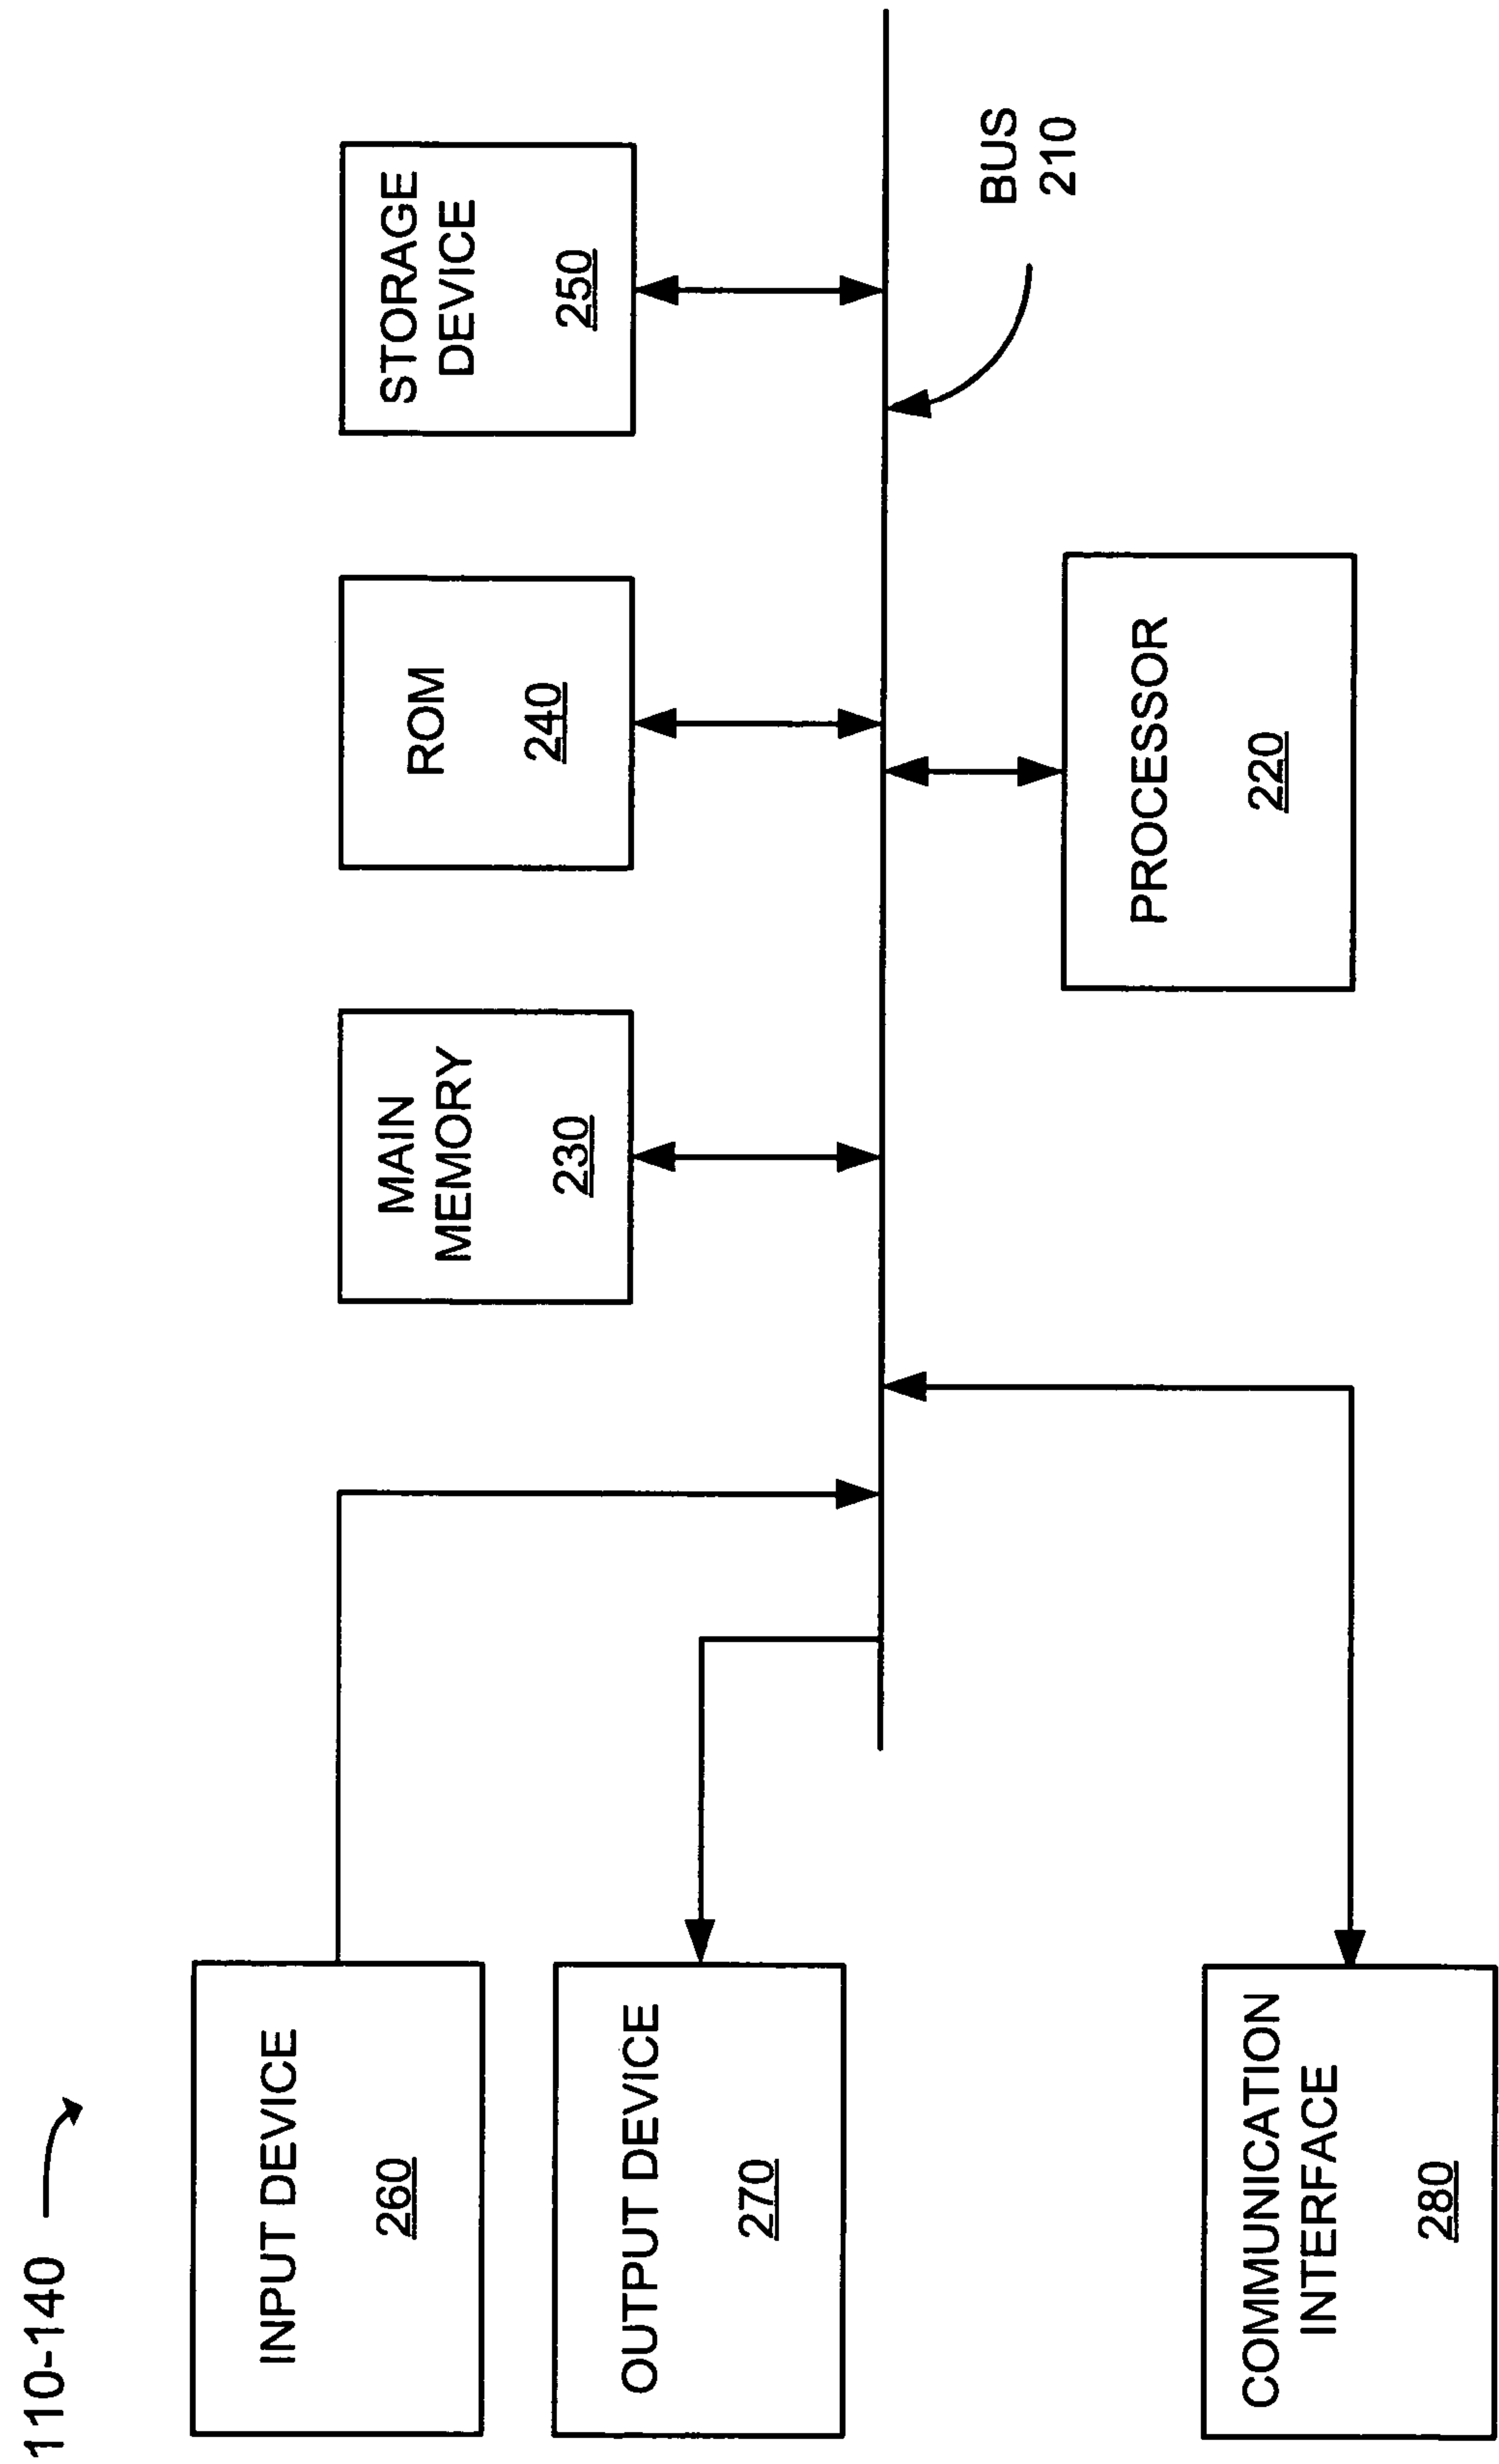 110-140
INPUT DEVICE
260
OUTPUT DEVICE
270
COMMUNICATION
INTERFACE
280
MAIN
MEMORY
230
ROM
240
STORAGE
DEVICE
250
PROCESSOR
220
BUS
210